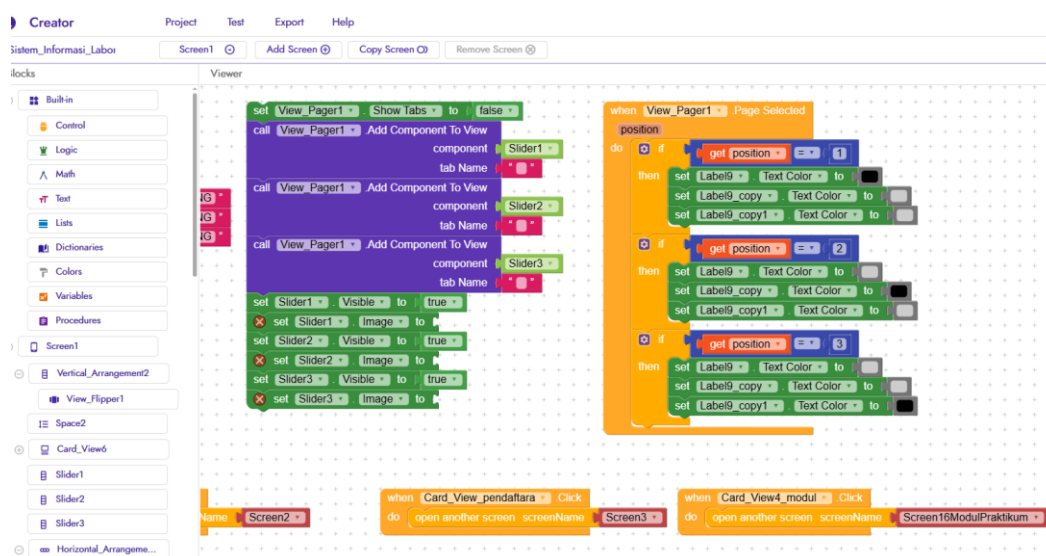 Creator Project Test Export Help
Sistem_Informasi_Labor Screen1 Add Screen Copy Screen Remove Screen
Blocks Viewer
Built-in
Control
Logic
Math
Text
Lists
Dictionaries
Colors
Variables
Procedures
Screen1
Vertical_Arrangement2
View_Flipper1
Space2
Card_View6
Slider1
Slider2
Slider3
Horizontal_Arrangeme...
NG "
NG "
NG "
set View_Pager1 . Show Tabs to false
call View_Pager1 .Add Component To View
component Slider1
tab Name " "
call View_Pager1 .Add Component To View
component Slider2
tab Name " "
call View_Pager1 .Add Component To View
component Slider3
tab Name " "
set Slider1 . Visible to true
set Slider1 . Image to
set Slider2 . Visible to true
set Slider2 . Image to
set Slider3 . Visible to true
set Slider3 . Image to
when View_Pager1 .Page Selected
position
do if get position = 1
then set Label9 . Text Color to
set Label9_copy . Text Color to
set Label9_copy1 . Text Color to
if get position = 2
then set Label9 . Text Color to
set Label9_copy . Text Color to
set Label9_copy1 . Text Color to
if get position = 3
then set Label9 . Text Color to
set Label9_copy . Text Color to
set Label9_copy1 . Text Color to
Name Screen2
when Card_View_pendaftara .Click
do open another screen screenName Screen3
when Card_View4_modul .Click
do open another screen screenName Screen16ModulPraktikum